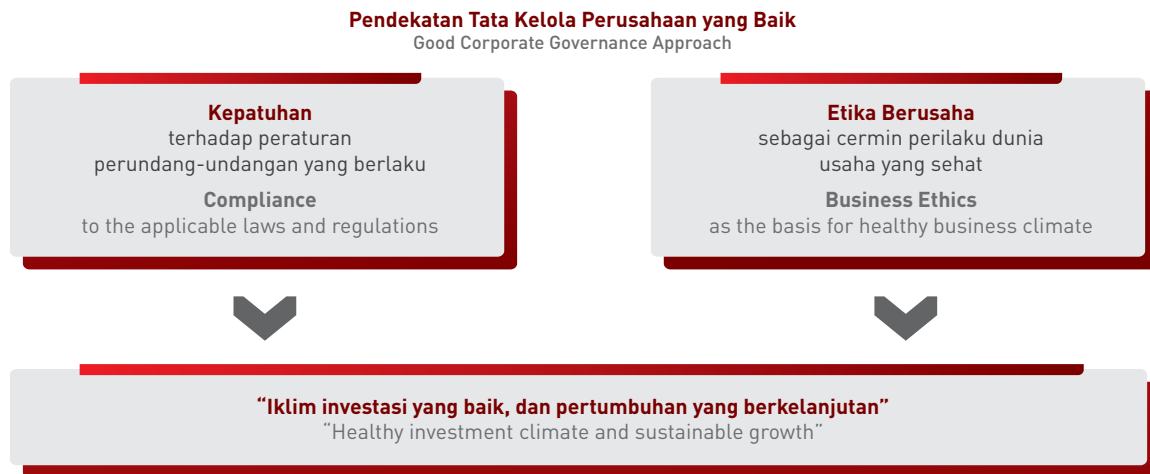 Pendekatan Tata Kelola Perusahaan yang Baik
Good Corporate Governance Approach
Kepatuhan
terhadap peraturan
perundang-undangan yang berlaku
Compliance
to the applicable laws and regulations
Etika Berusaha
sebagai cermin perilaku dunia
usaha yang sehat
Business Ethics
as the basis for healthy business climate
“Iklim investasi yang baik, dan pertumbuhan yang berkelanjutan”
“Healthy investment climate and sustainable growth”